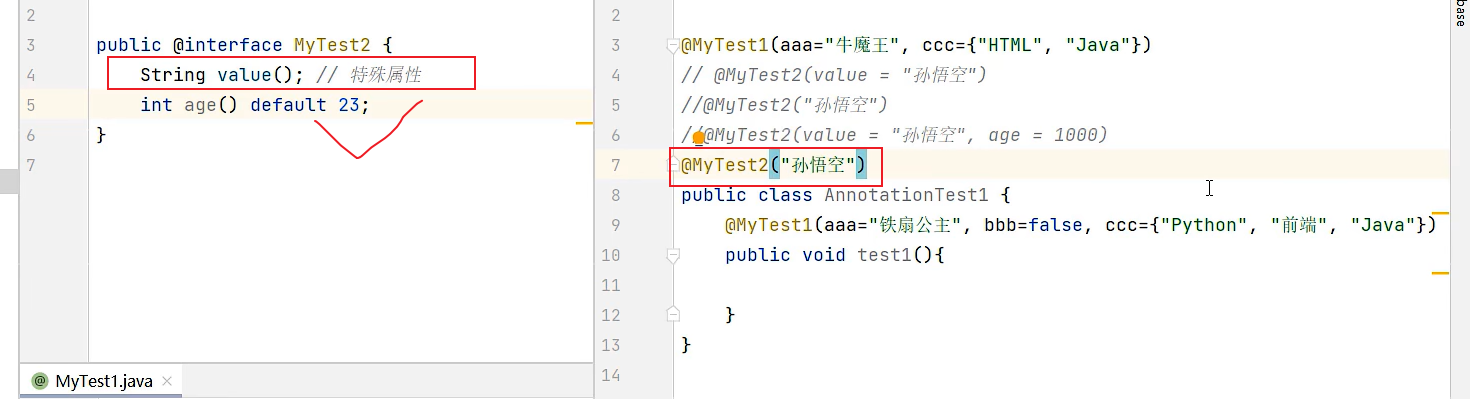 2
3 public @interface MyTest2 {
4 String value(); // 特殊属性
5 int age() default 23;
6 }
7
MyTest1.java
2
3 @MyTest1(aaa="牛魔王", ccc={"HTML", "Java"})
4 // @MyTest2(value = "孙悟空")
5 //@MyTest2("孙悟空")
6 //@MyTest2(value = "孙悟空", age = 1000)
7 @MyTest2("孙悟空")
8 public class AnnotationTest1 {
9 @MyTest1(aaa="铁扇公主", bbb=false, ccc={"Python", "前端", "Java"})
10 public void test1(){
11
12 }
13 }
14
base